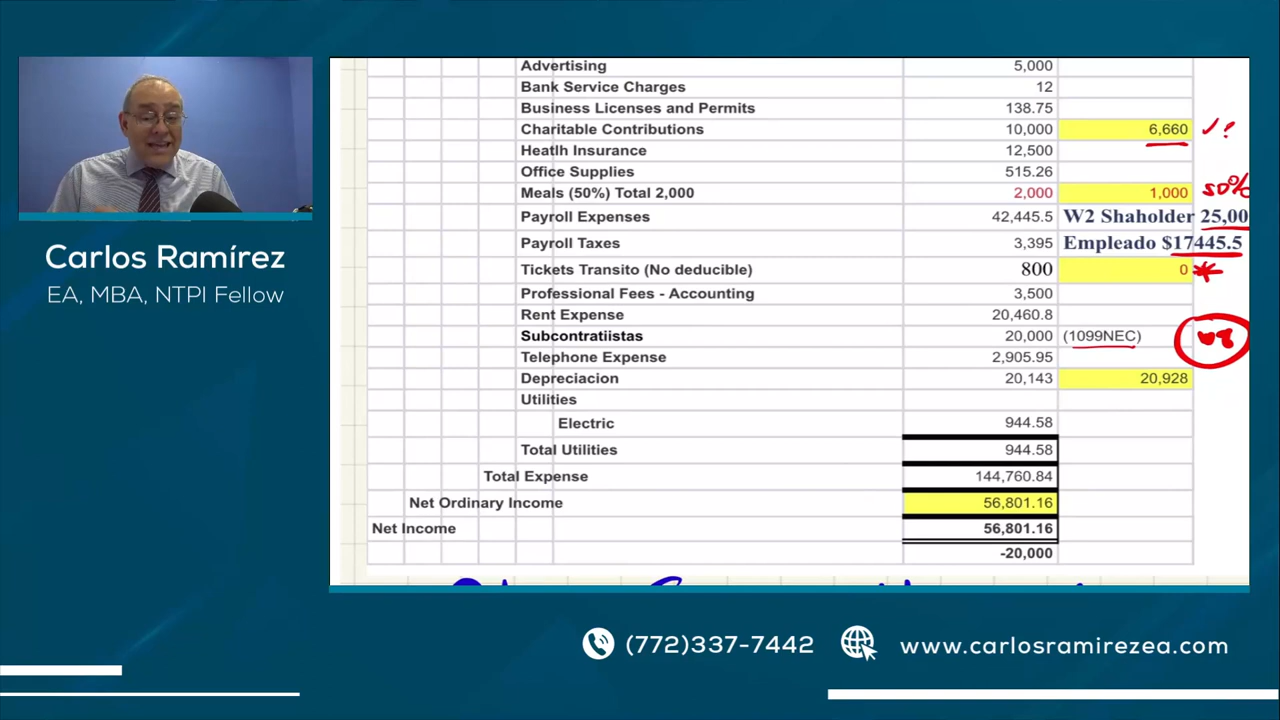 Advertising 5,000
Bank Service Charges 12
Business Licenses and Permits 138.75
Charitable Contributions 10,000 6,660 ✓?
Heatlh Insurance 12,500
Office Supplies 515.26
Meals (50%) Total 2,000 2,000 1,000 50%
Payroll Expenses 42,445.5 W2 Shaholder 25,00
Payroll Taxes 3,395 Empleado $17445.5
Tickets Transito (No deducible) 800 0 *
Professional Fees - Accounting 3,500
Rent Expense 20,460.8
Subcontratiistas 20,000 (1099NEC)
Telephone Expense 2,905.95
Depreciacion 20,143 20,928
Utilities
Electric 944.58
Total Utilities 944.58
Total Expense 144,760.84
Net Ordinary Income 56,801.16
Net Income 56,801.16
-20,000
Carlos Ramírez
EA, MBA, NTPI Fellow
(772)337-7442
www.carlosramirezea.com